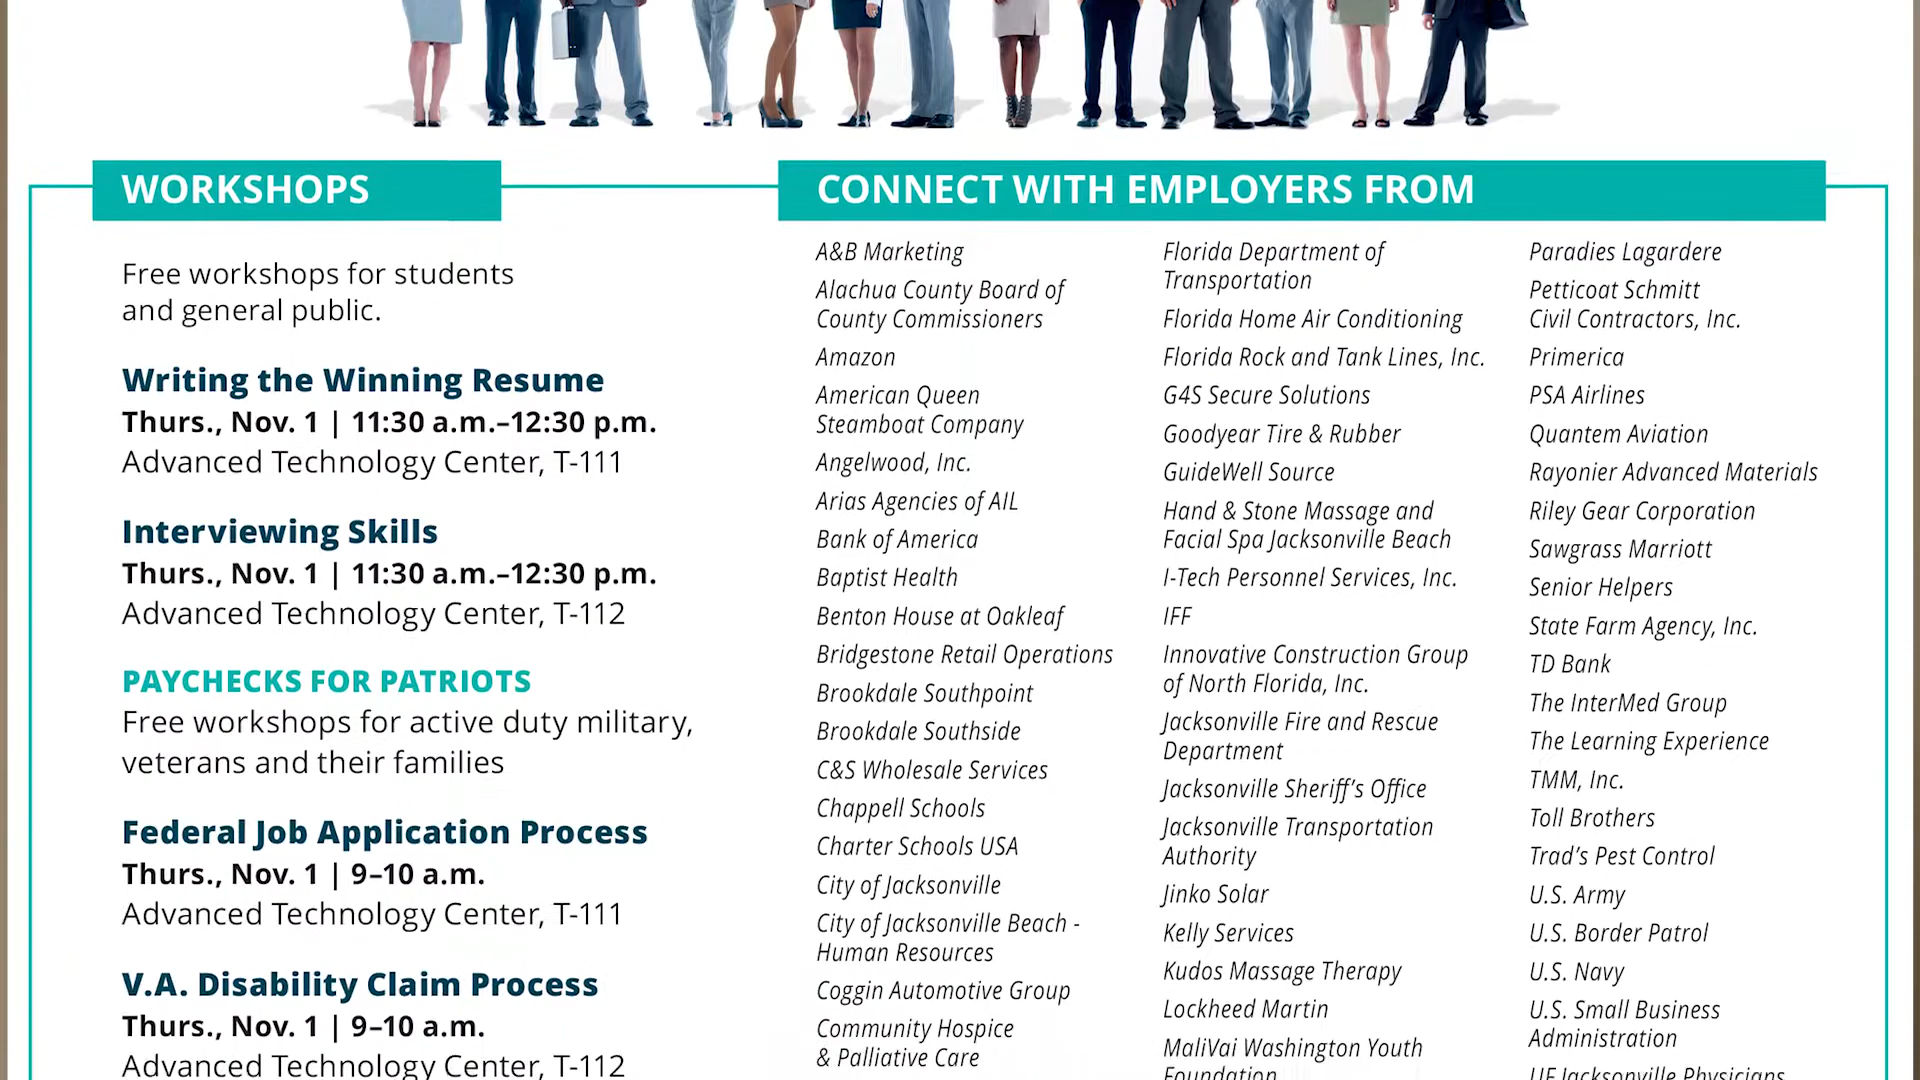 WORKSHOPS
Free workshops for students
and general public.
Writing the Winning Resume
Thurs., Nov. 1 | 11:30 a.m.–12:30 p.m.
Advanced Technology Center, T-111
Interviewing Skills
Thurs., Nov. 1 | 11:30 a.m.–12:30 p.m.
Advanced Technology Center, T-112
PAYCHECKS FOR PATRIOTS
Free workshops for active duty military,
veterans and their families
Federal Job Application Process
Thurs., Nov. 1 | 9–10 a.m.
Advanced Technology Center, T-111
V.A. Disability Claim Process
Thurs., Nov. 1 | 9–10 a.m.
Advanced Technology Center, T-112
CONNECT WITH EMPLOYERS FROM
A&B Marketing
Alachua County Board of
County Commissioners
Amazon
American Queen
Steamboat Company
Angelwood, Inc.
Arias Agencies of AIL
Bank of America
Baptist Health
Benton House at Oakleaf
Bridgestone Retail Operations
Brookdale Southpoint
Brookdale Southside
C&S Wholesale Services
Chappell Schools
Charter Schools USA
City of Jacksonville
City of Jacksonville Beach -
Human Resources
Coggin Automotive Group
Community Hospice
& Palliative Care
Florida Department of
Transportation
Florida Home Air Conditioning
Florida Rock and Tank Lines, Inc.
G4S Secure Solutions
Goodyear Tire & Rubber
GuideWell Source
Hand & Stone Massage and
Facial Spa Jacksonville Beach
I-Tech Personnel Services, Inc.
IFF
Innovative Construction Group
of North Florida, Inc.
Jacksonville Fire and Rescue
Department
Jacksonville Sheriff's Office
Jacksonville Transportation
Authority
Jinko Solar
Kelly Services
Kudos Massage Therapy
Lockheed Martin
MaliVai Washington Youth
Foundation
Paradies Lagardere
Petticoat Schmitt
Civil Contractors, Inc.
Primerica
PSA Airlines
Quantem Aviation
Rayonier Advanced Materials
Riley Gear Corporation
Sawgrass Marriott
Senior Helpers
State Farm Agency, Inc.
TD Bank
The InterMed Group
The Learning Experience
TMM, Inc.
Toll Brothers
Trad's Pest Control
U.S. Army
U.S. Border Patrol
U.S. Navy
U.S. Small Business
Administration
UF Jacksonville Physicians